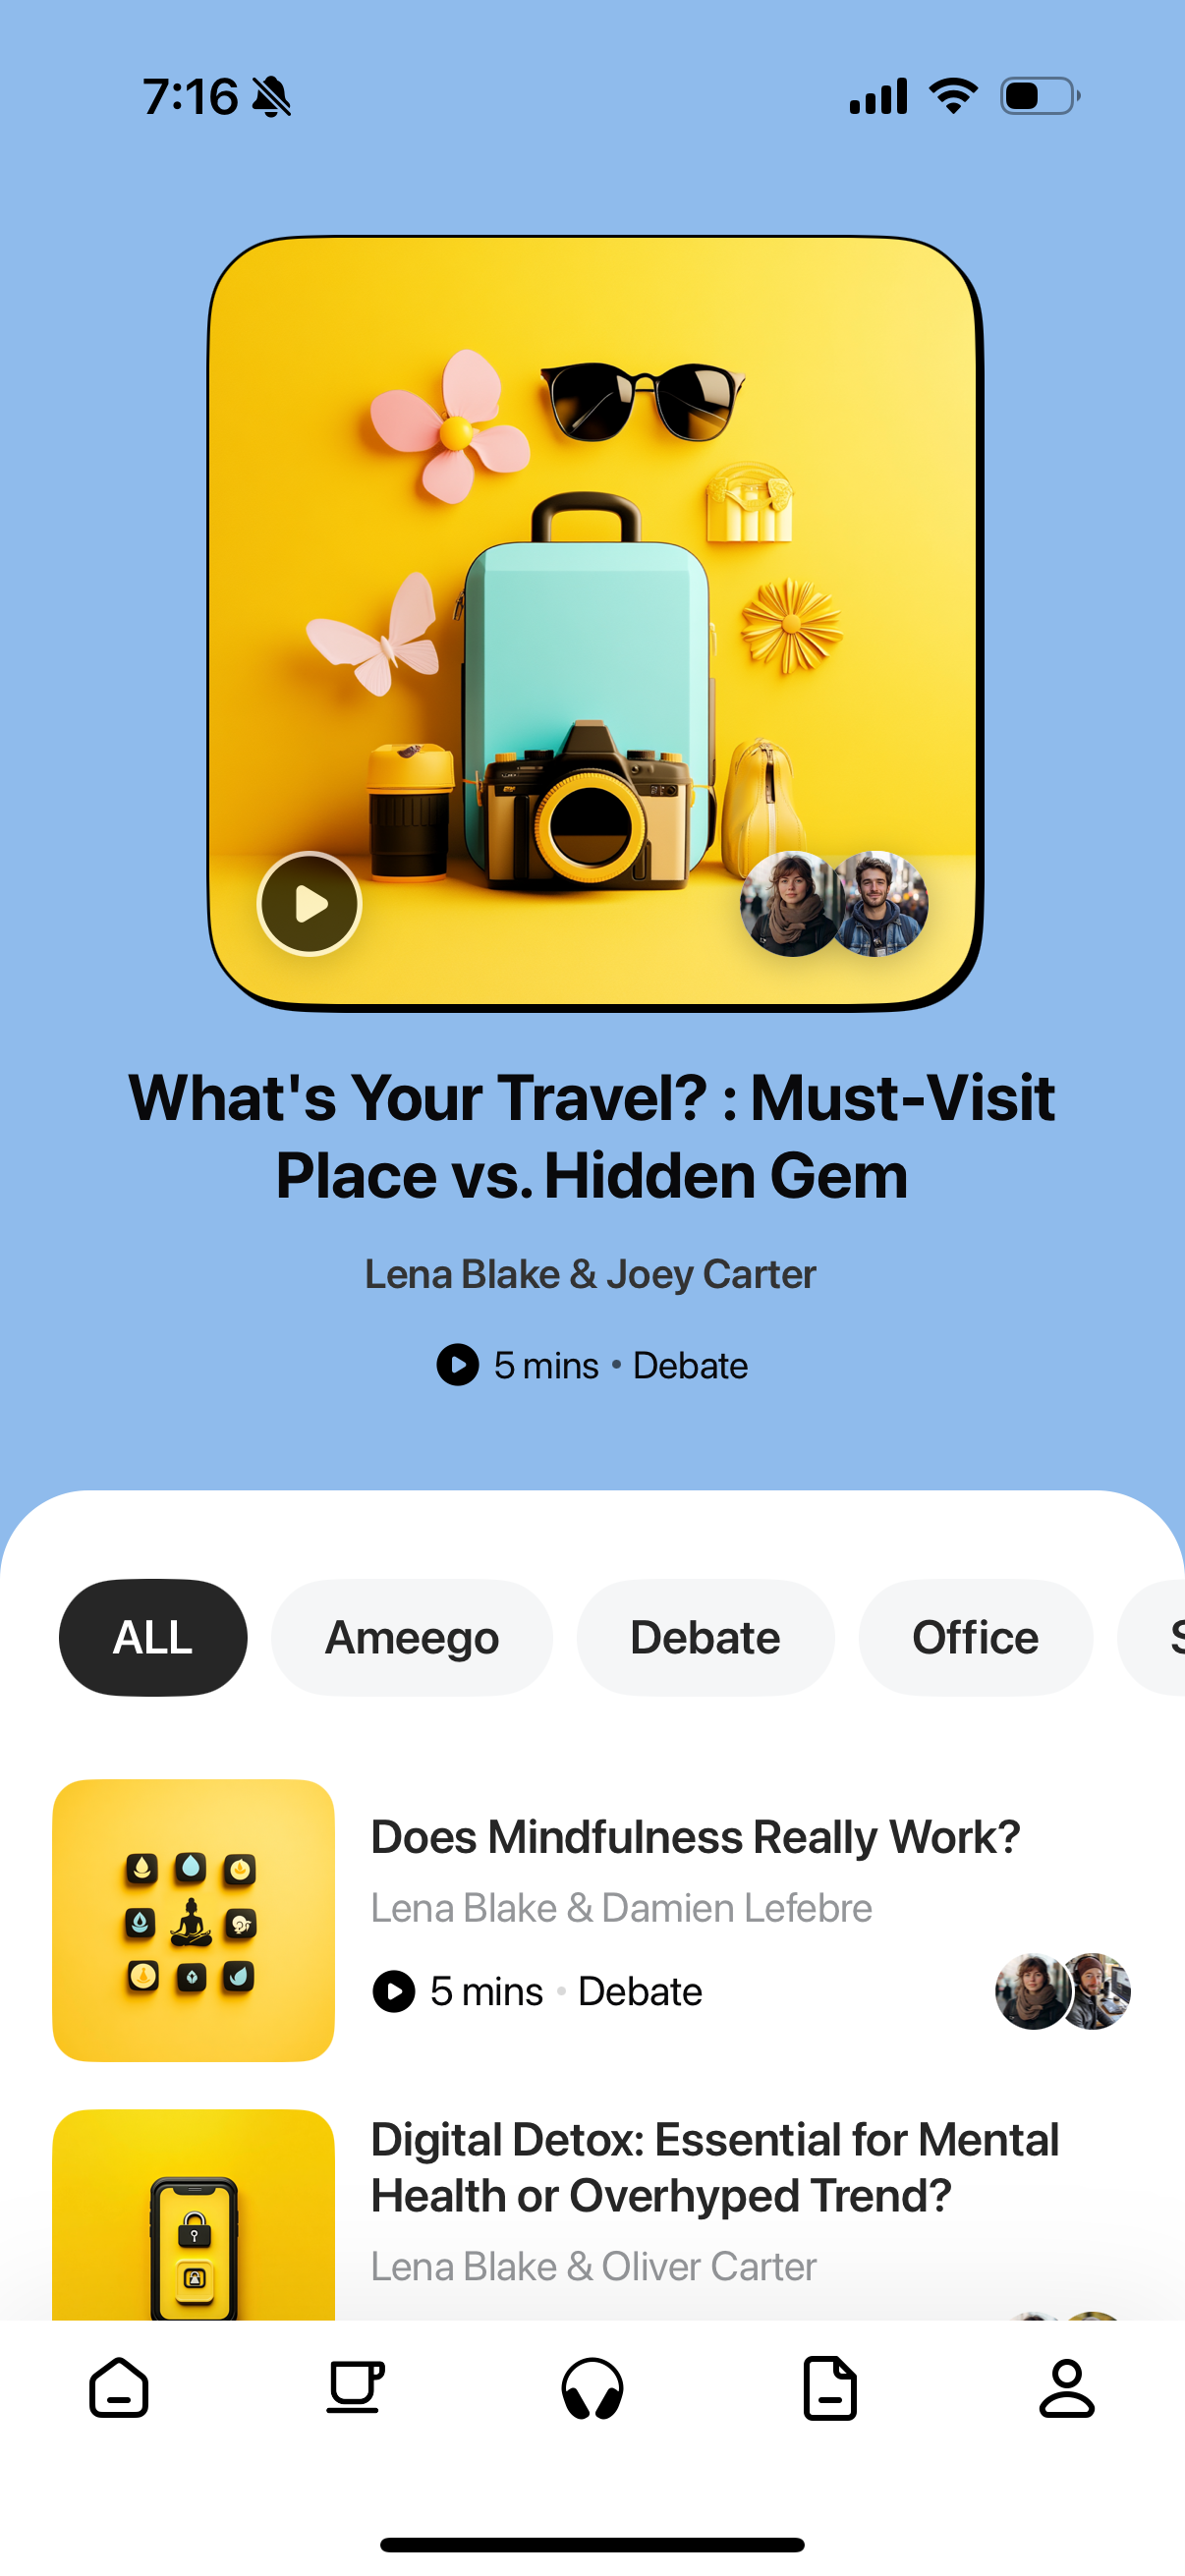 7:16
What's Your Travel? : Must-Visit
Place vs. Hidden Gem
Lena Blake & Joey Carter
5 mins • Debate
ALL
Ameego
Debate
Office
S
Does Mindfulness Really Work?
Lena Blake & Damien Lefebre
5 mins • Debate
Digital Detox: Essential for Mental
Health or Overhyped Trend?
Lena Blake & Oliver Carter